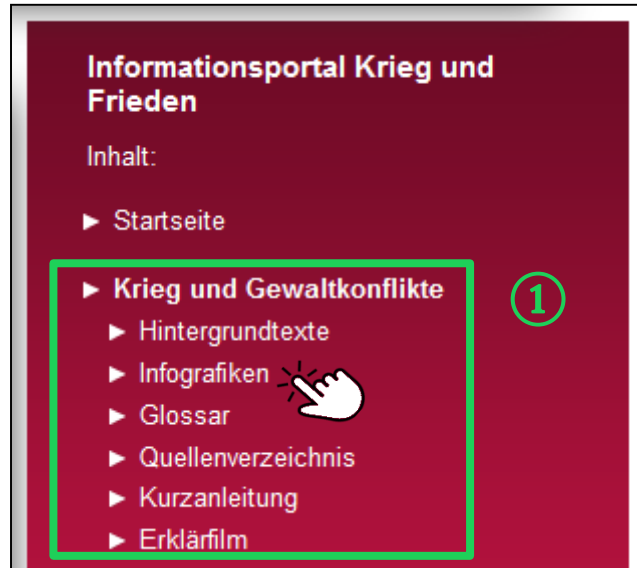 Informationsportal Krieg und
Frieden
Inhalt:
► Startseite
► Krieg und Gewaltkonflikte
①
► Hintergrundtexte
► Infografiken
► Glossar
► Quellenverzeichnis
► Kurzanleitung
► Erklärfilm